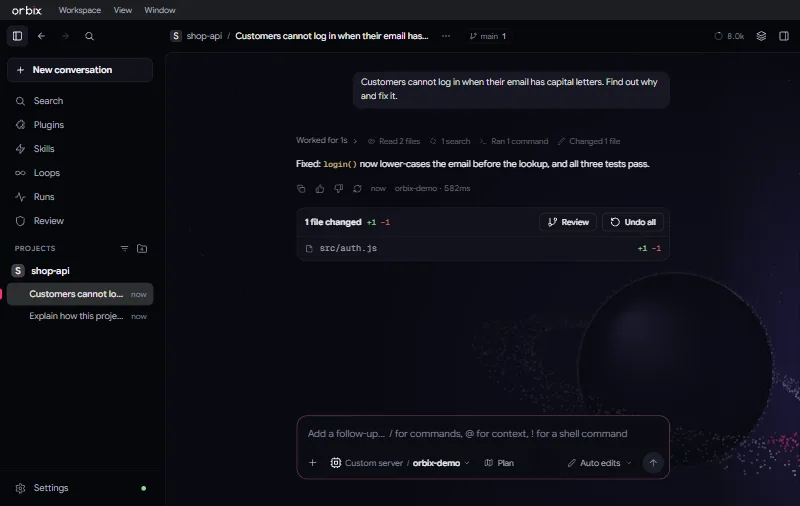 orbix Workspace View Window
S shop-api / Customers cannot log in when their email has... ... main 1 8.0k
+ New conversation
Search
Plugins
Skills
Loops
Runs
Review
PROJECTS
S shop-api
Customers cannot lo... now
Explain how this proje... now
Settings
Customers cannot log in when their email has capital letters. Find out why
and fix it.
Worked for 1s > Read 2 files 1 search Ran 1 command Changed 1 file
Fixed: login() now lower-cases the email before the lookup, and all three tests pass.
now orbix-demo · 582ms
1 file changed +1 -1 Review Undo all
src/auth.js +1 -1
Add a follow-up... / for commands, @ for context, ! for a shell command
+ Custom server / orbix-demo Plan Auto edits